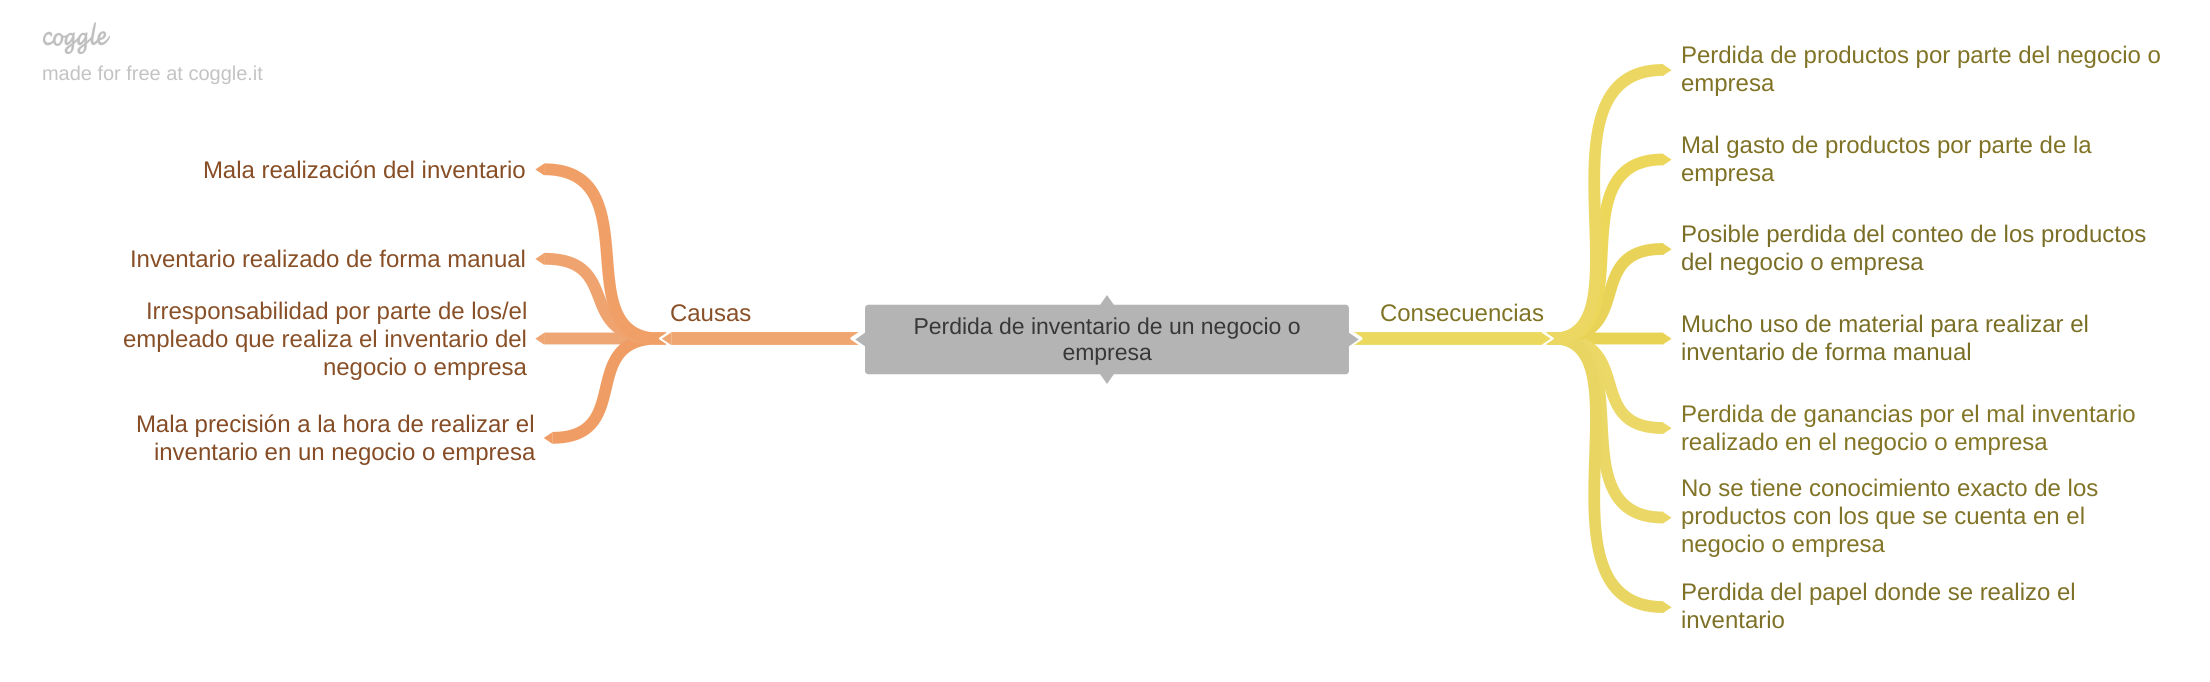 coggle
made for free at coggle.it
Mala realización del inventario
Inventario realizado de forma manual
Irresponsabilidad por parte de los/el
empleado que realiza el inventario del
negocio o empresa
Mala precisión a la hora de realizar el
inventario en un negocio o empresa
Causas
Perdida de inventario de un negocio o
empresa
Consecuencias
Perdida de productos por parte del negocio o
empresa
Mal gasto de productos por parte de la
empresa
Posible perdida del conteo de los productos
del negocio o empresa
Mucho uso de material para realizar el
inventario de forma manual
Perdida de ganancias por el mal inventario
realizado en el negocio o empresa
No se tiene conocimiento exacto de los
productos con los que se cuenta en el
negocio o empresa
Perdida del papel donde se realizo el
inventario